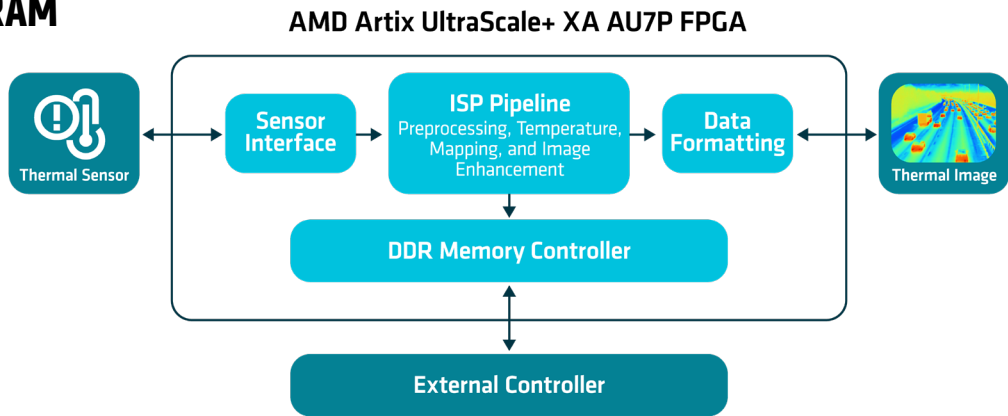 AMD Artix UltraScale+ XA AU7P FPGA
Thermal Sensor
Sensor
Interface
ISP Pipeline
Preprocessing, Temperature,
Mapping, and Image
Enhancement
Data
Formatting
Thermal Image
DDR Memory Controller
External Controller